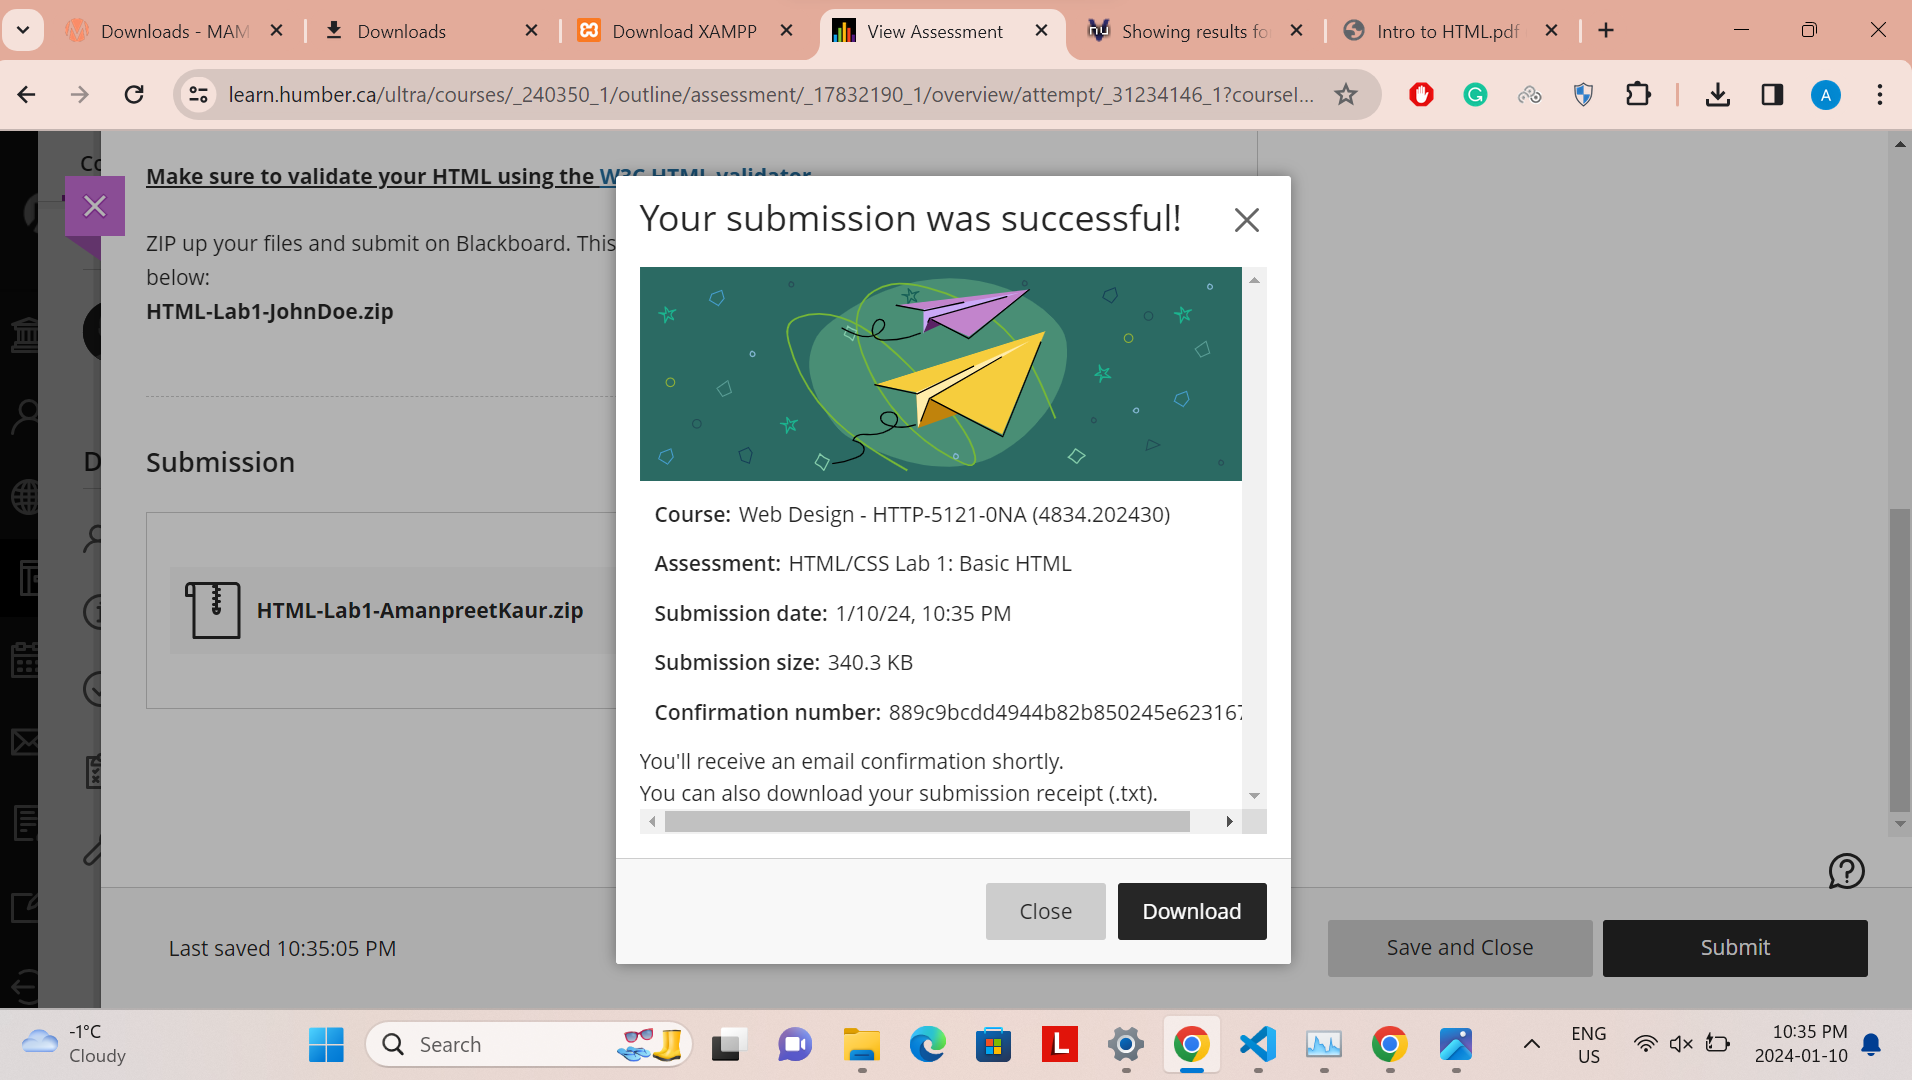 Downloads - MAM
Downloads
Download XAMPP
View Assessment
Showing results fo
Intro to HTML.pdf
learn.humber.ca/ultra/courses/_240350_1/outline/assessment/_17832190_1/overview/attempt/_31234146_1?courseI...
A
Co
Make sure to validate your HTML using the W3C HTML validator
ZIP up your files and submit on Blackboard. This
below:
HTML-Lab1-JohnDoe.zip
D
Submission
HTML-Lab1-AmanpreetKaur.zip
Your submission was successful!
Course: Web Design - HTTP-5121-0NA (4834.202430)
Assessment: HTML/CSS Lab 1: Basic HTML
Submission date: 1/10/24, 10:35 PM
Submission size: 340.3 KB
Confirmation number: 889c9bcdd4944b82b850245e623167
You'll receive an email confirmation shortly.
You can also download your submission receipt (.txt).
Close
Download
Last saved 10:35:05 PM
Save and Close
Submit
-1°C
Cloudy
Search
L
ENG
US
10:35 PM
2024-01-10